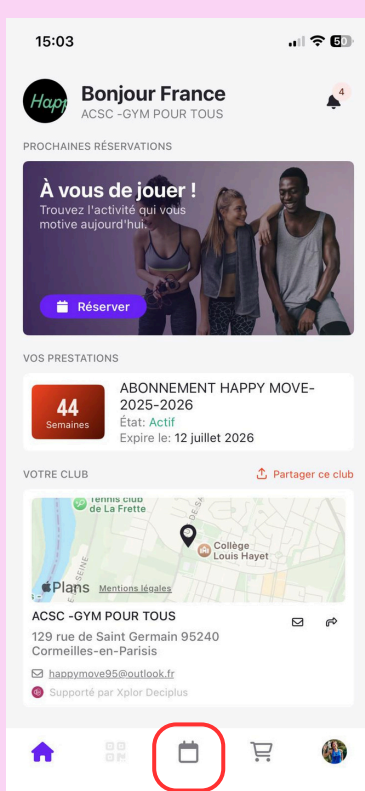 15:03
50
Happ
Bonjour France
ACSC -GYM POUR TOUS
4
PROCHAINES RÉSERVATIONS
À vous de jouer !
Trouvez l'activité qui vous
motive aujourd'hui.
Réserver
VOS PRESTATIONS
44
Semaines
ABONNEMENT HAPPY MOVE-
2025-2026
État: Actif
Expire le: 12 juillet 2026
VOTRE CLUB
Partager ce club
Tennis club
de La Frette
Collège
Louis Hayet
SEINE
Plans
Mentions légales
ACSC -GYM POUR TOUS
129 rue de Saint Germain 95240
Cormeilles-en-Parisis
happymove95@outlook.fr
Supporté par Xplor Deciplus